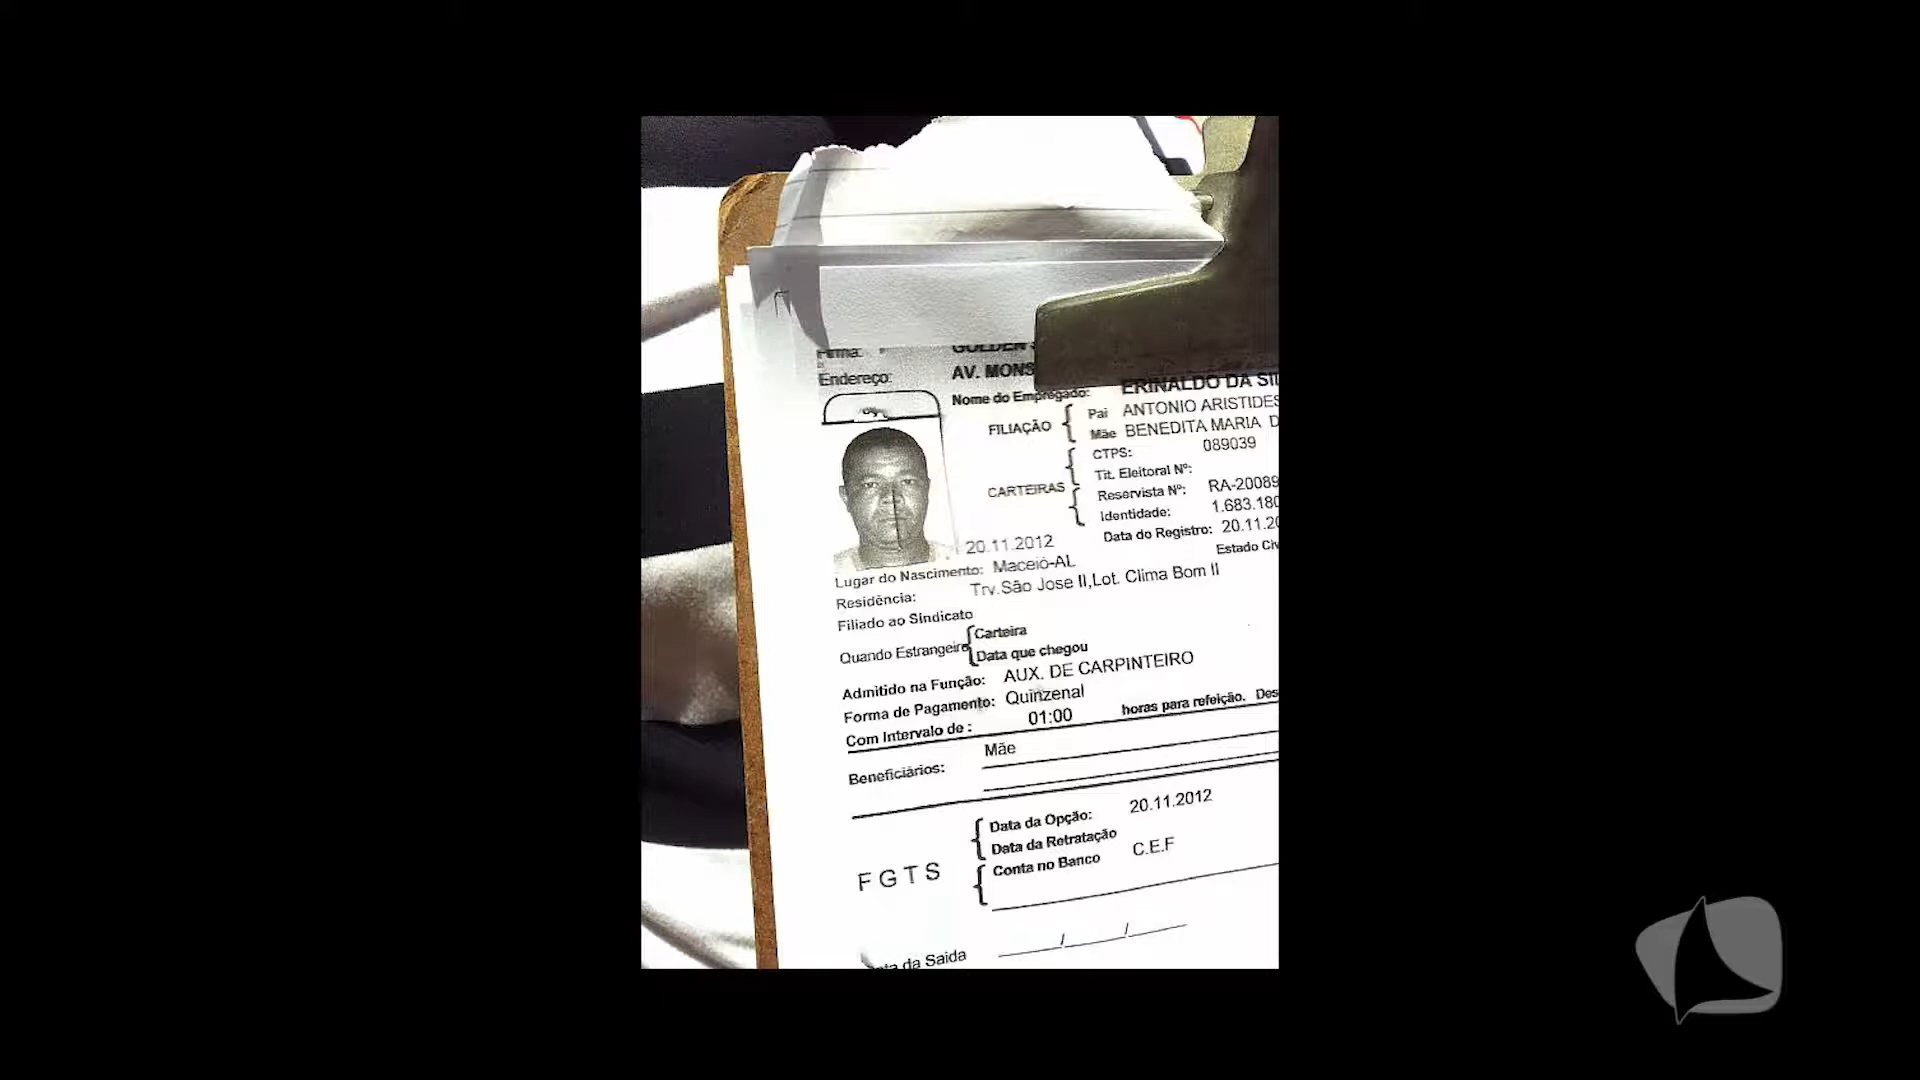 Firma: GOLDEN
Endereço: AV. MONS
Nome do Empregado: ERINALDO DA SIL
FILIAÇÃO
Pai ANTONIO ARISTIDES
Mãe BENEDITA MARIA D
CARTEIRAS
CTPS: 089039
Tit. Eleitoral Nº:
Reservista Nº: RA-20089
Identidade: 1.683.180
Data do Registro: 20.11.20
20.11.2012
Estado Civ
Lugar do Nascimento: Maceió-AL
Residência: Trv.São Jose II,Lot. Clima Bom II
Filiado ao Sindicato
Quando Estrangeiro
Carteira
Data que chegou
Admitido na Função: AUX. DE CARPINTEIRO
Forma de Pagamento: Quinzenal
Com Intervalo de : 01:00 horas para refeição. Des
Beneficiários: Mãe
FGTS
Data da Opção: 20.11.2012
Data da Retratação
Conta no Banco C.E.F
da Saida / /